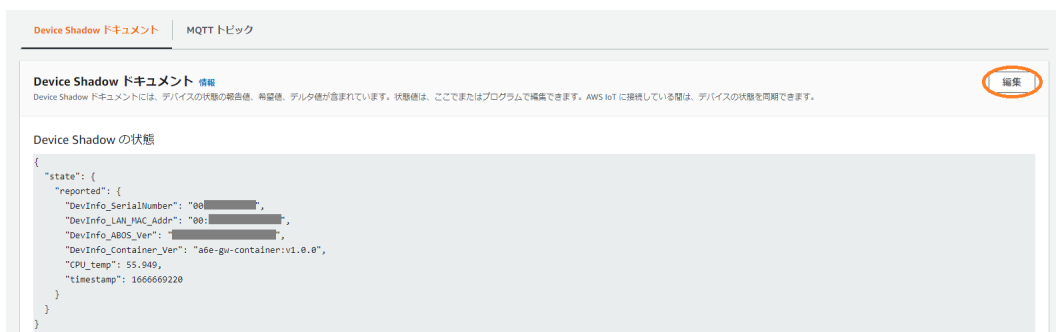 Device Shadow ドキュメント MQTT トピック
Device Shadow ドキュメント 情報
編集
Device Shadow ドキュメントには、デバイスの状態の報告値、希望値、デルタ値が含まれています。状態値は、ここでまたはプログラムで編集できます。AWS IoT に接続している間は、デバイスの状態を同期できます。
Device Shadow の状態
{
"state": {
"reported": {
"DevInfo_SerialNumber": "00",
"DevInfo_LAN_MAC_Addr": "00:",
"DevInfo_ABOS_Ver": "",
"DevInfo_Container_Ver": "a6e-gw-container:v1.0.0",
"CPU_temp": 55.949,
"timestamp": 1666669220
}
}
}